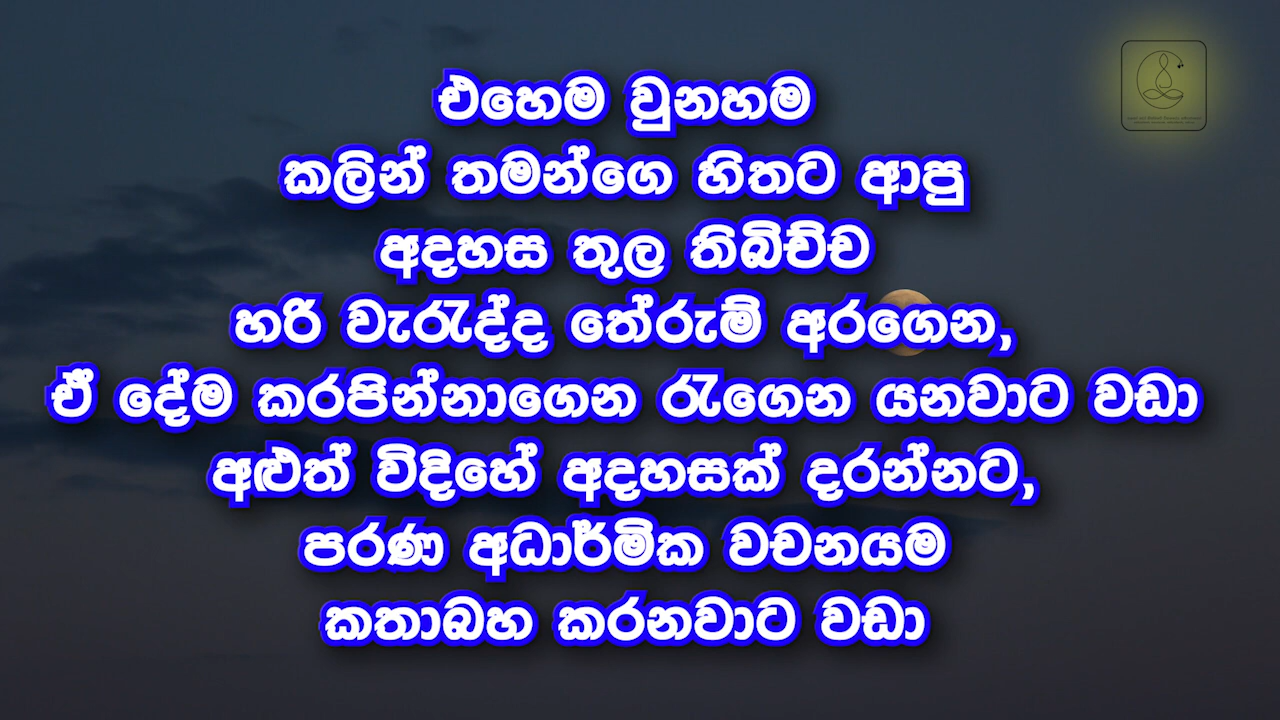 එහෙම වුනහම
කලින් තමන්ගෙ හිතට ආපු
අදහස තුල තිබිච්ච
හරි වැරැද්ද තේරුම් අරගෙන,
ඒ දේම කරපින්නාගෙන රැගෙන යනවාට වඩා
අළුත් විදිහේ අදහසක් දරන්නට,
පරණ අධාර්මික වචනයම
කතාබහ කරනවාට වඩා